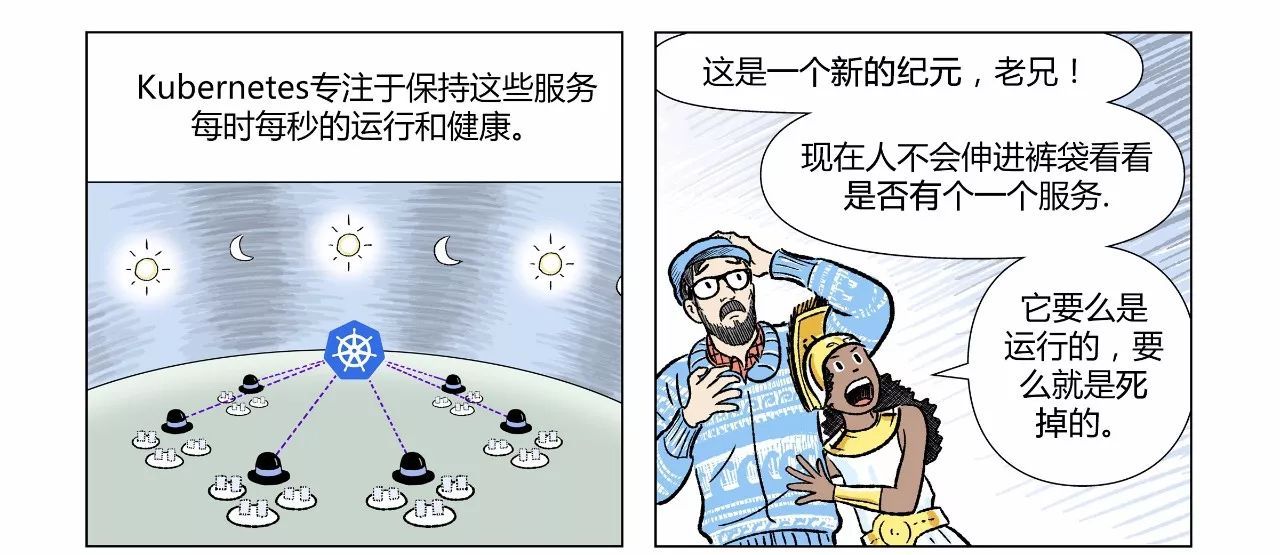 Kubernetes专注于保持这些服务
每时每秒的运行和健康。
这是一个新的纪元，老兄！
现在人不会伸进裤袋看看
是否有个一个服务.
它要么是
运行的，要
么就是死
掉的。